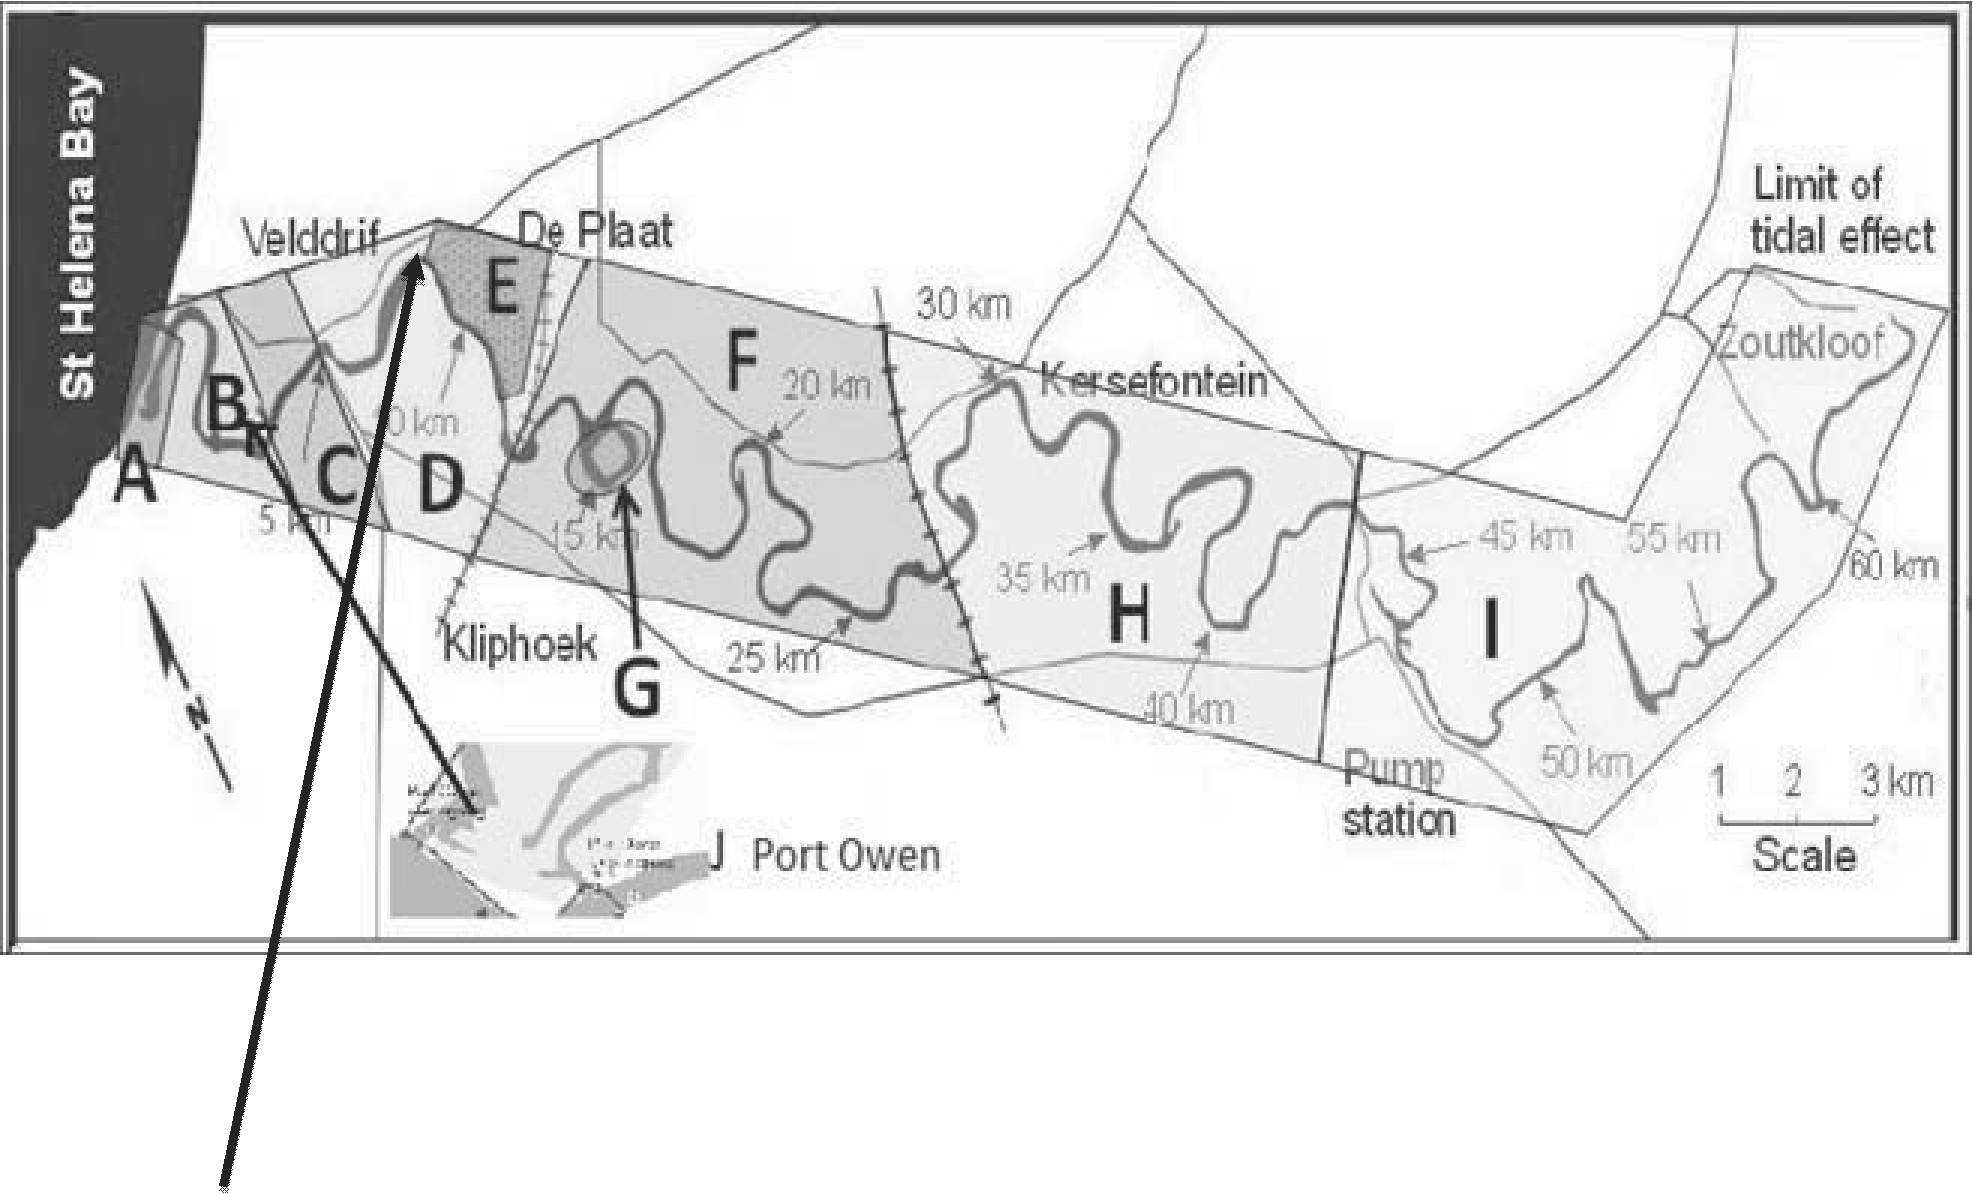 St Helena Bay
Limit of
tidal effect
Velddrif
De Plaat
E
30 km
F
Zoutkloof
20 km
Kersefontein
B
0 km
A
C
D
5 km
15 km
45 km
55 km
60 km
35 km
H
I
Kliphoek
25 km
G
40 km
N
50 km
Pump
station
1 2 3 km
Scale
J Port Owen